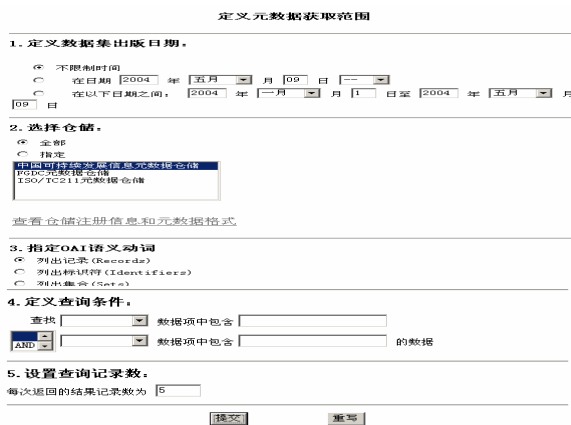 定义元数据获取范围
1. 定义数据集出版日期:
不限制时间
在日期 2004 年 五月 月 09 日 --
在以下日期之间: 2004 年 一月 月 1 日至 2004 年 五月 月
09 日
2. 选择仓储:
全部
指定
中国可持续发展信息元数据仓储
FGDC元数据仓储
ISO/TC211元数据仓储
查看仓储注册信息和元数据格式
3. 指定OAI语义动词
列出记录(Records)
列出标识符(Identifiers)
列出集合(Sets)
4. 定义查询条件:
查找 数据项中包含
AND 数据项中包含 的数据
5. 设置查询记录数:
每次返回的结果记录数为 5
提交 重写